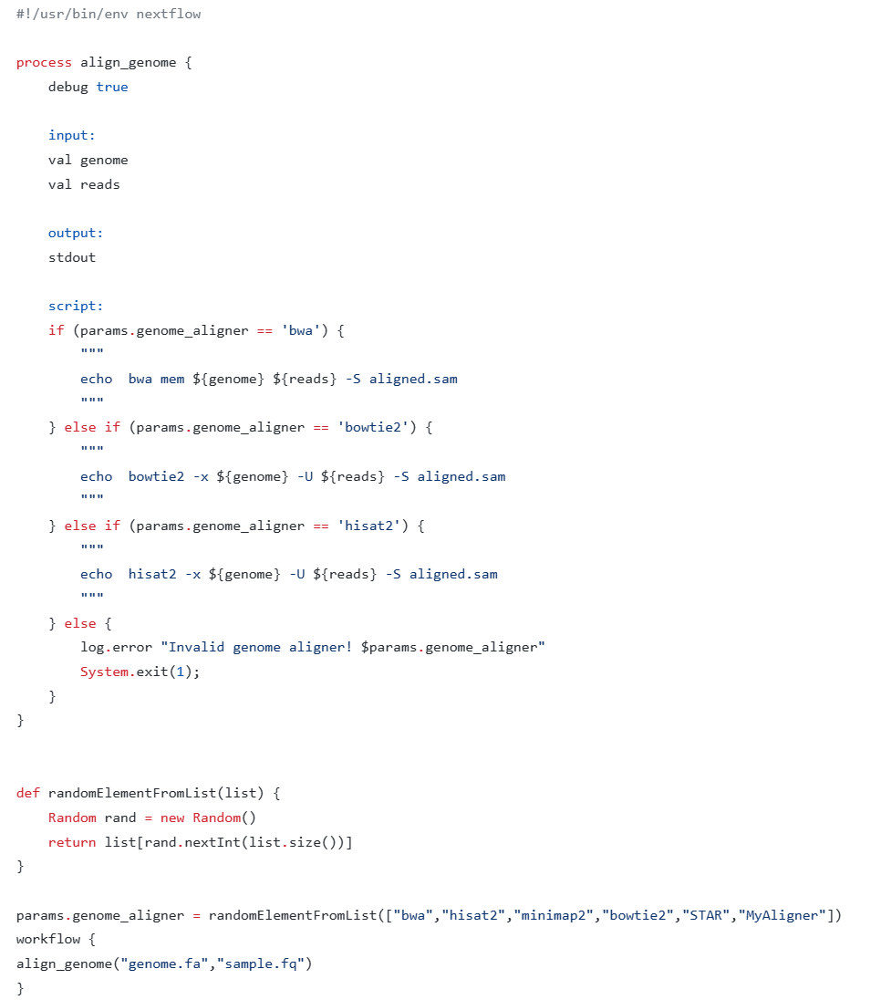 #!/usr/bin/env nextflow
process align_genome {
    debug true
    input:
    val genome
    val reads
    output:
    stdout
    script:
    if (params.genome_aligner == 'bwa') {
        """
        echo  bwa mem ${genome} ${reads} -S aligned.sam
        """
    } else if (params.genome_aligner == 'bowtie2') {
        """
        echo  bowtie2 -x ${genome} -U ${reads} -S aligned.sam
        """
    } else if (params.genome_aligner == 'hisat2') {
        """
        echo  hisat2 -x ${genome} -U ${reads} -S aligned.sam
        """
    } else {
        log.error "Invalid genome aligner! $params.genome_aligner"
        System.exit(1);
    }
}
def randomElementFromList(list) {
    Random rand = new Random()
    return list[rand.nextInt(list.size())]
}
params.genome_aligner = randomElementFromList(["bwa","hisat2","minimap2","bowtie2","STAR","MyAligner"])
workflow {
align_genome("genome.fa","sample.fq")
}